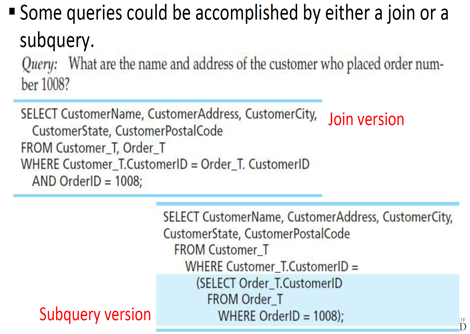 ▪ Some queries could be accomplished by either a join or a
subquery.
Query: What are the name and address of the customer who placed order num-
ber 1008?
SELECT CustomerName, CustomerAddress, CustomerCity,
CustomerState, CustomerPostalCode
FROM Customer_T, Order_T
WHERE Customer_T.CustomerID = Order_T. CustomerID
AND OrderID = 1008;
Join version
SELECT CustomerName, CustomerAddress, CustomerCity,
CustomerState, CustomerPostalCode
FROM Customer_T
WHERE Customer_T.CustomerID =
(SELECT Order_T.CustomerID
FROM Order_T
WHERE OrderID = 1008);
Subquery version